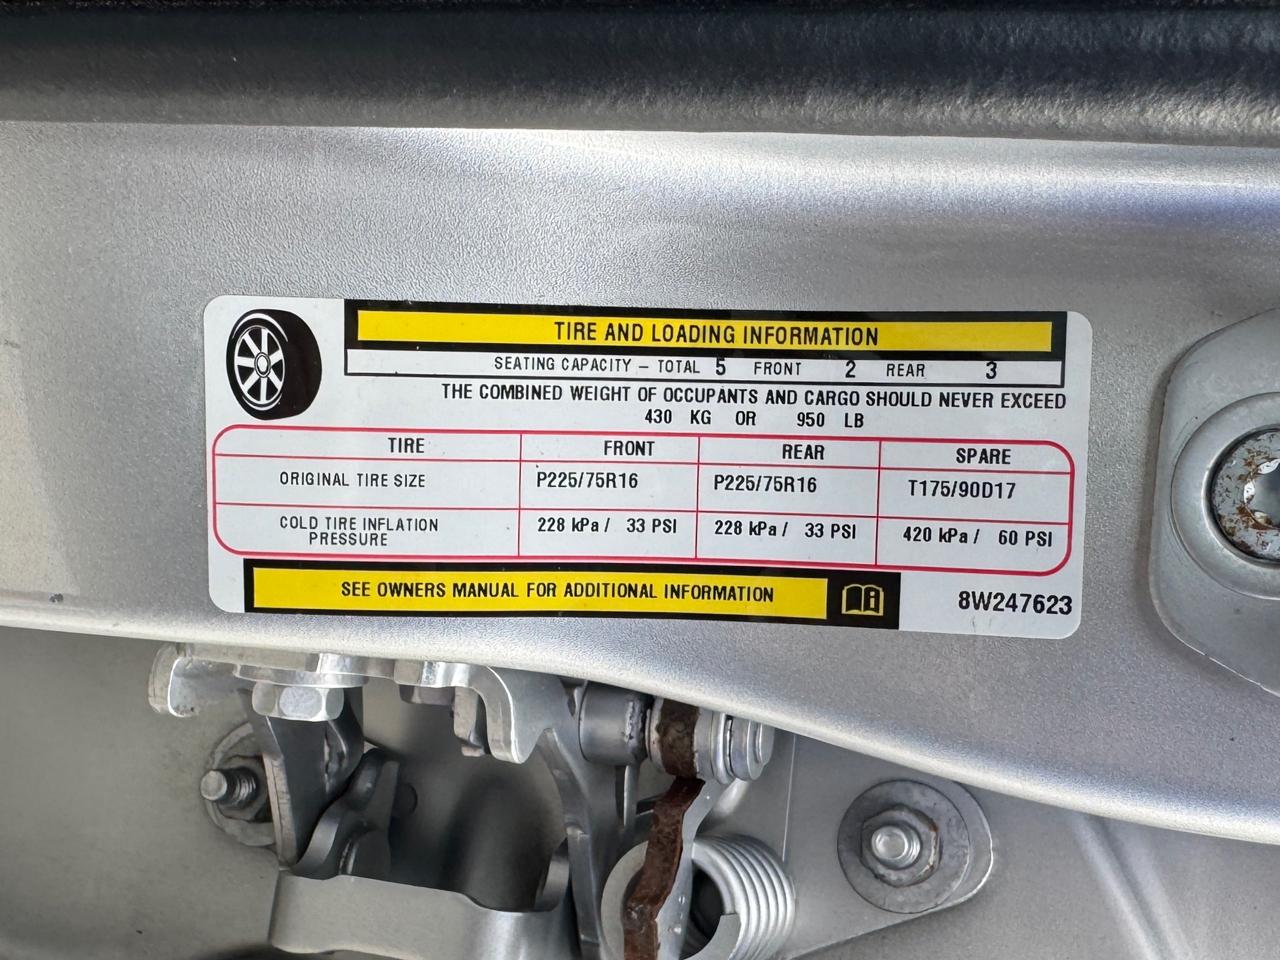 TIRE AND LOADING INFORMATION
SEATING CAPACITY – TOTAL 5 FRONT 2 REAR 3
THE COMBINED WEIGHT OF OCCUPANTS AND CARGO SHOULD NEVER EXCEED
430 KG OR 950 LB
TIRE FRONT REAR SPARE
ORIGINAL TIRE SIZE P225/75R16 P225/75R16 T175/90D17
COLD TIRE INFLATION PRESSURE 228 kPa / 33 PSI 228 kPa / 33 PSI 420 kPa / 60 PSI
SEE OWNERS MANUAL FOR ADDITIONAL INFORMATION
8W247623